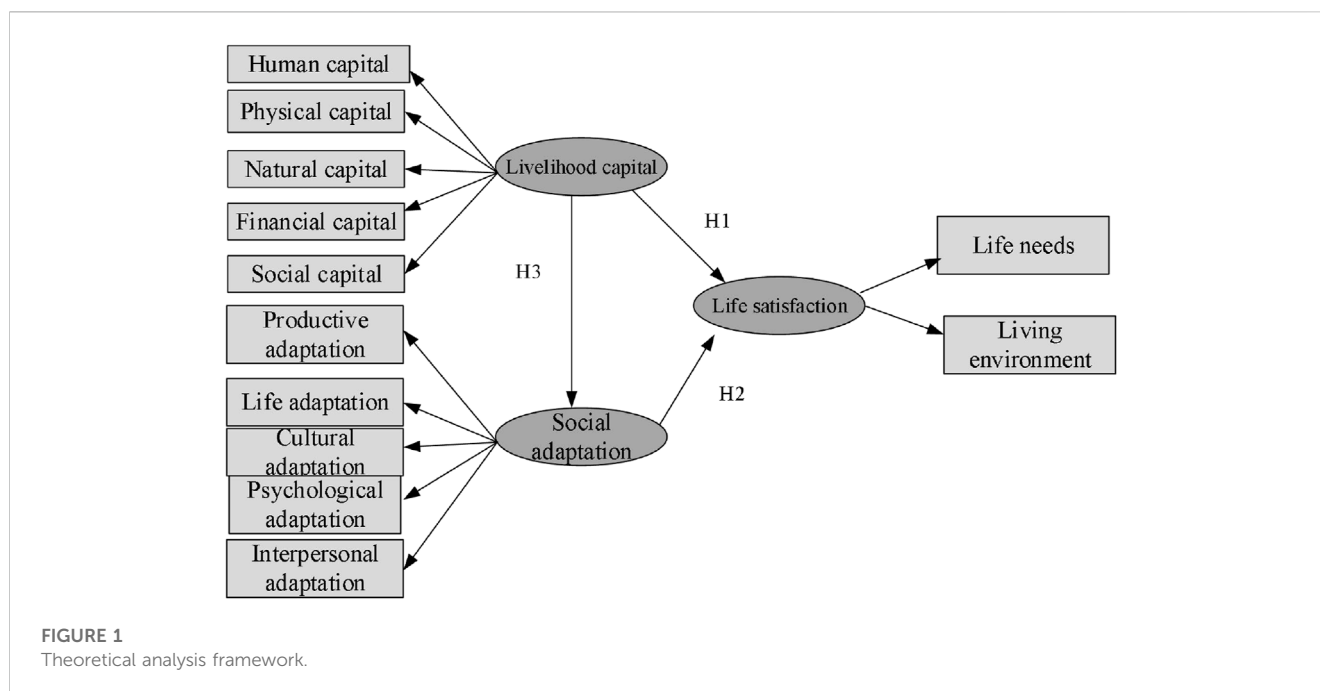 Human capital
Physical capital
Natural capital
Financial capital
Social capital
Productive
adaptation
Life adaptation
Cultural
adaptation
Psychological
adaptation
Interpersonal
adaptation
Livelihood capital
H1
H3
Social
adaptation
H2
Life satisfaction
Life needs
Living
environment
FIGURE 1
Theoretical analysis framework.